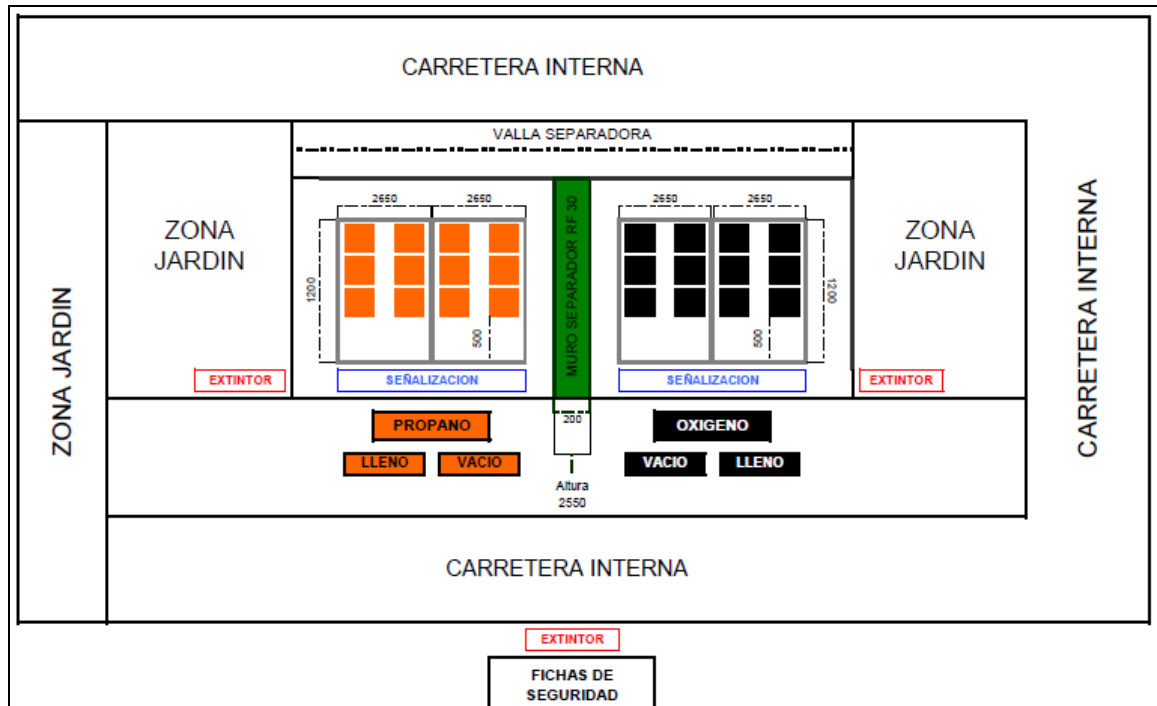 CARRETERA INTERNA
VALLA SEPARADORA
2650
2650
2650
2650
ZONA
JARDIN
ZONA
JARDIN
MURO SEPARADOR RF 30
1200
1200
500
500
ZONA JARDIN
CARRETERA INTERNA
EXTINTOR
SEÑALIZACION
SEÑALIZACION
EXTINTOR
PROPANO
200
OXIGENO
LLENO
VACIO
VACIO
LLENO
Altura
2550
CARRETERA INTERNA
EXTINTOR
FICHAS DE
SEGURIDAD